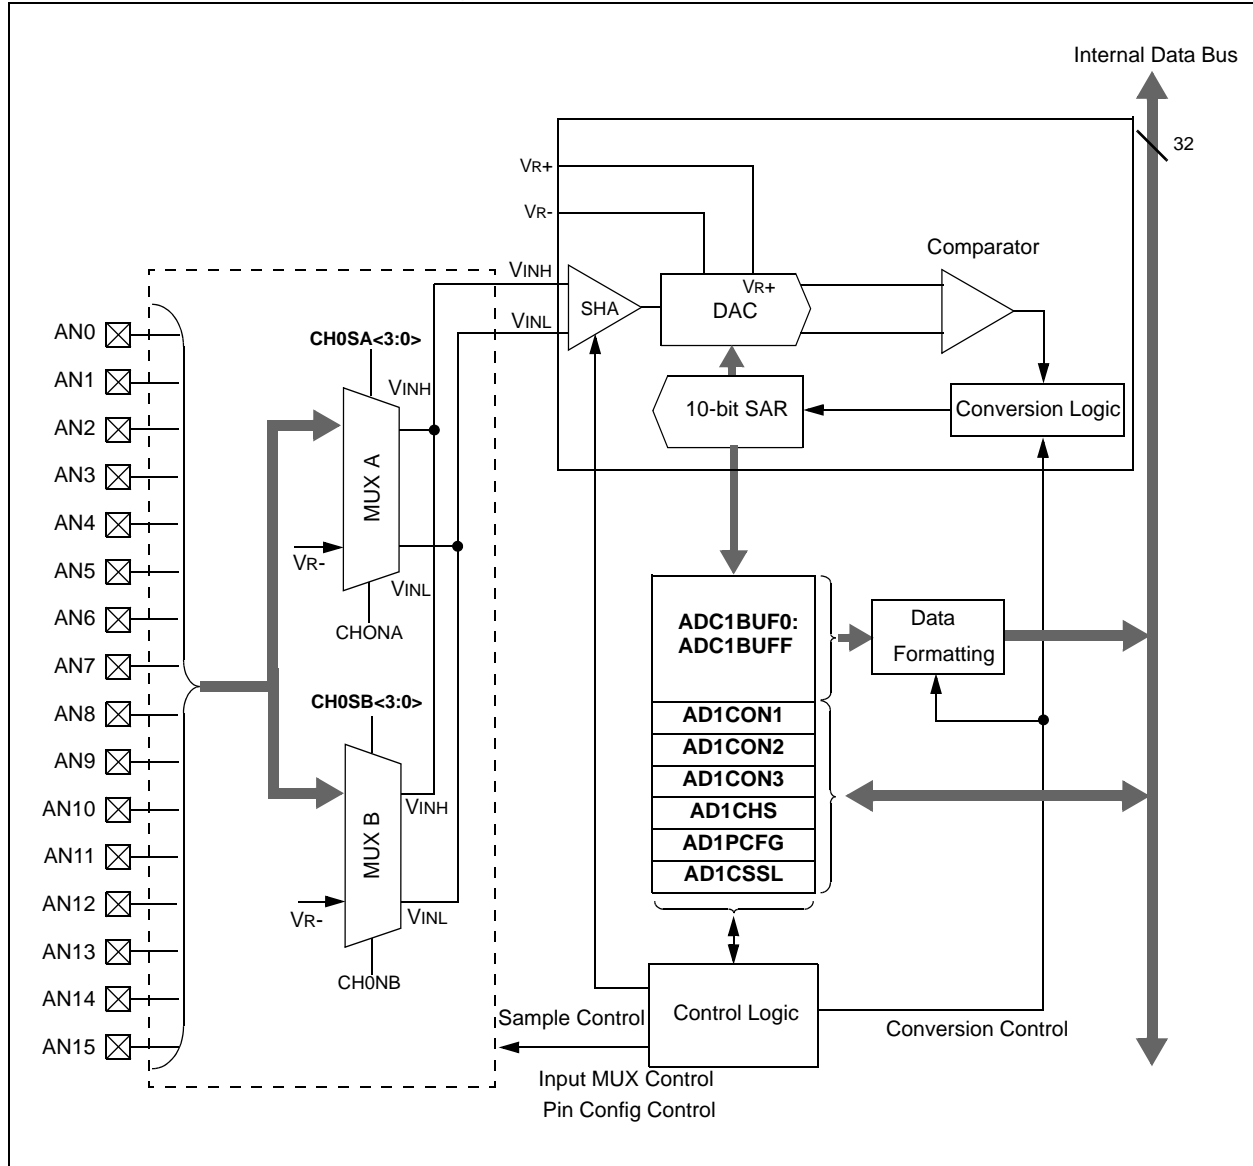 Internal Data Bus
32
VR+
VR-
Comparator
VINH
SHA
VR+
DAC
VINL
AN0
CH0SA<3:0>
AN1
VINH
10-bit SAR
Conversion Logic
AN2
MUX A
AN3
AN4
VR-
AN5
VINL
AN6
CHONA
ADC1BUF0:
ADC1BUFF
Data
Formatting
AN7
CH0SB<3:0>
AN8
AD1CON1
AN9
AD1CON2
AD1CON3
AN10
VINH
AD1CHS
MUX B
AN11
AD1PCFG
AD1CSSL
AN12
VR-
VINL
AN13
CH0NB
AN14
Sample Control
Control Logic
Conversion Control
AN15
Input MUX Control
Pin Config Control